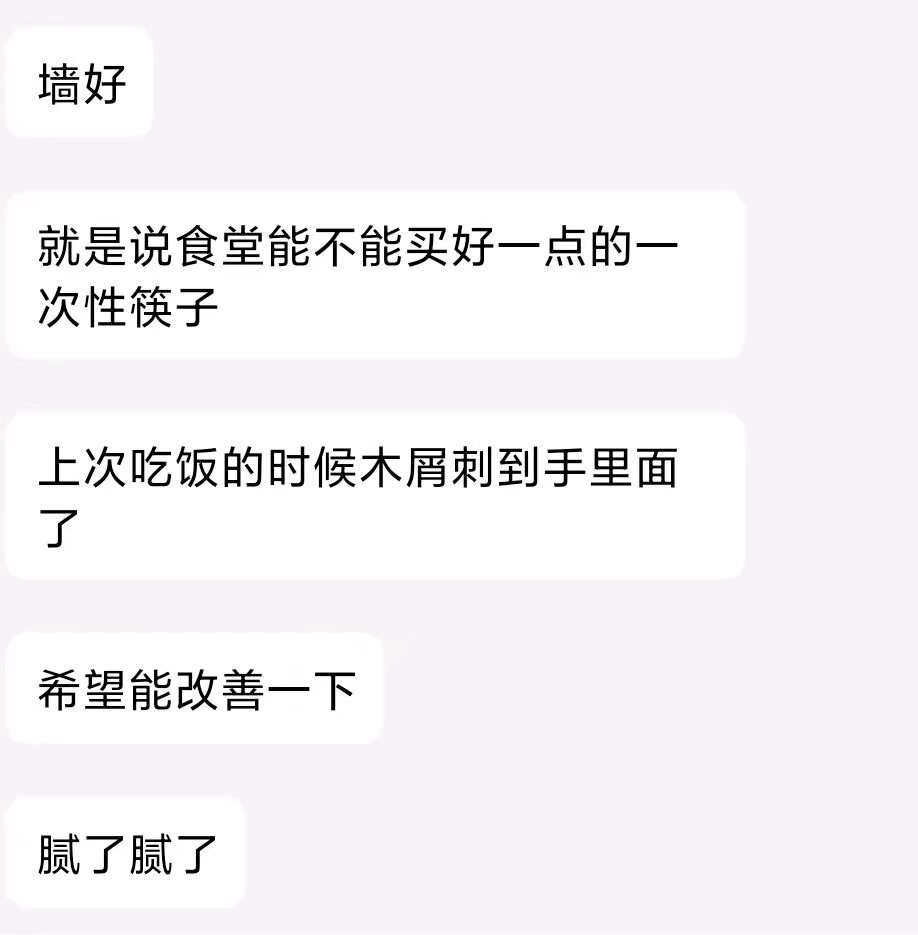 墙好
就是说食堂能不能买好一点的一
次性筷子
上次吃饭的时候木屑刺到手里面
了
希望能改善一下
腻了腻了